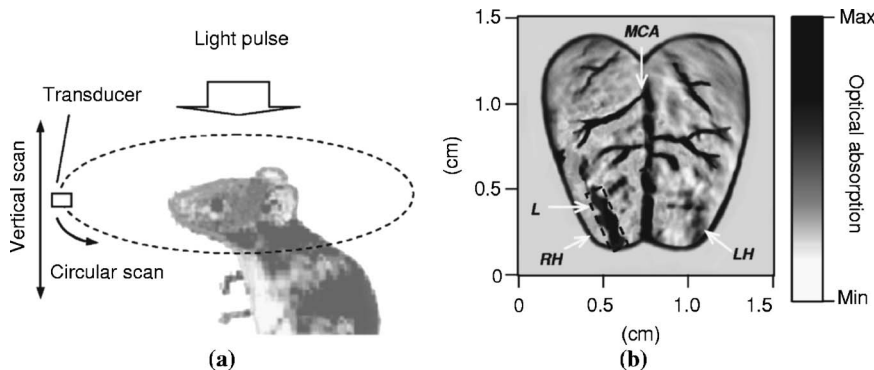 (a)
Light pulse
Transducer
Vertical scan
Circular scan
(a)
(b)
1.5
1.0
0.5
0
(cm)
MCA
L
RH
LH
0
0.5
1.0
1.5
(cm)
Max
Optical absorption
Min
(b)